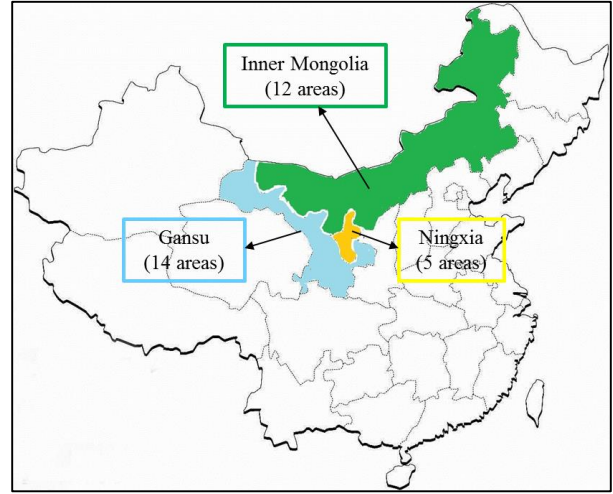 Inner Mongolia
(12 areas)
Gansu
(14 areas)
Ningxia
(5 areas)